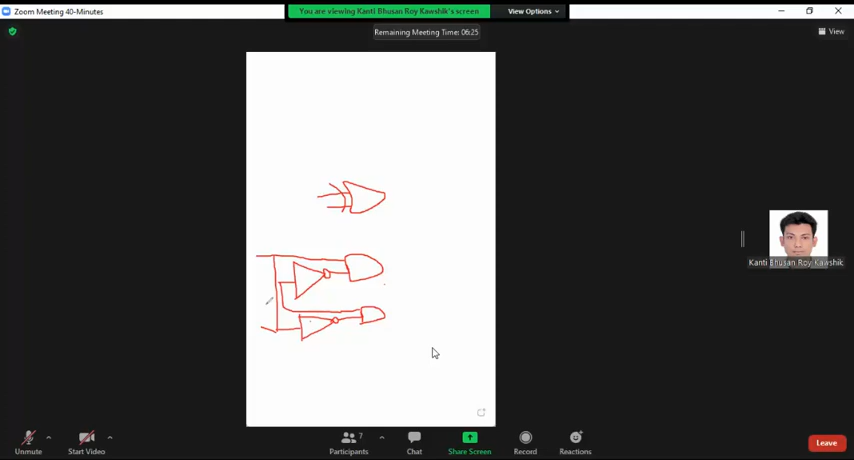 Zoom Meeting 40-Minutes
You are viewing Kanti Bhusan Roy Kawshik's screen
View Options
Remaining Meeting Time: 06:25
View
Kanti Bhusan Roy Kawshik
Unmute
Start Video
7
Participants
Chat
Share Screen
Record
Reactions
Leave